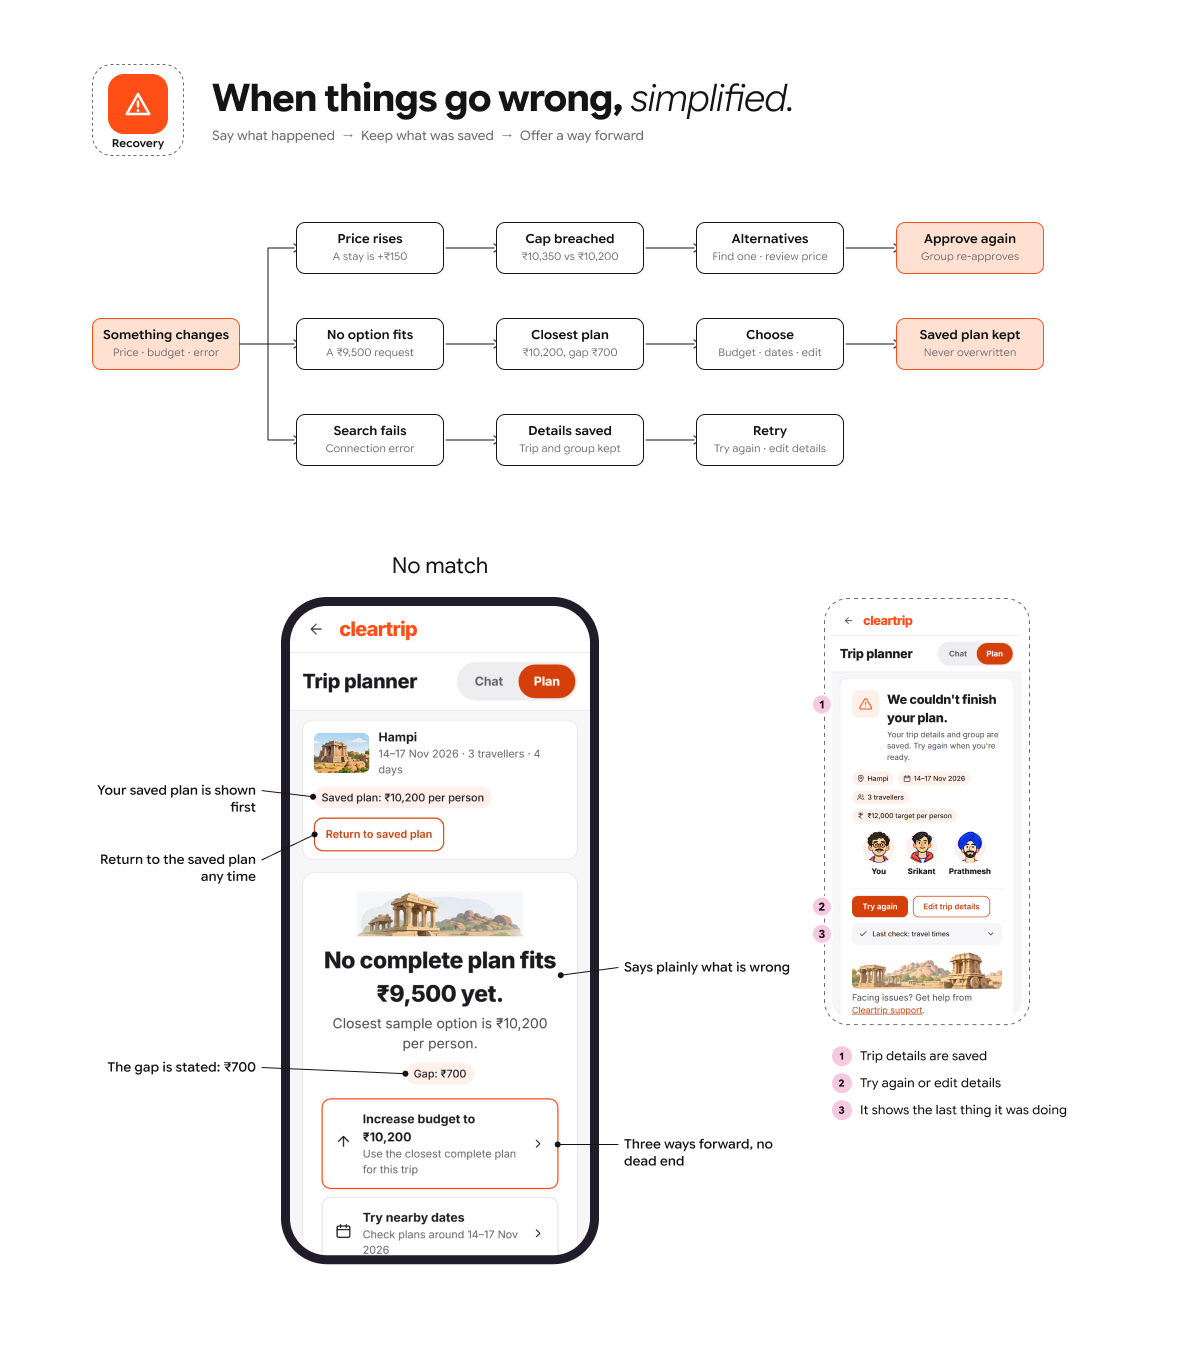 Recovery
When things go wrong, simplified.
Say what happened → Keep what was saved → Offer a way forward
Price rises
A stay is +₹150
Cap breached
₹10,350 vs ₹10,200
Alternatives
Find one · review price
Approve again
Group re-approves
Something changes
Price · budget · error
No option fits
A ₹9,500 request
Closest plan
₹10,200, gap ₹700
Choose
Budget · dates · edit
Saved plan kept
Never overwritten
Search fails
Connection error
Details saved
Trip and group kept
Retry
Try again · edit details
No match
cleartrip
Trip planner
Chat
Plan
Hampi
14–17 Nov 2026 · 3 travellers · 4
days
Saved plan: ₹10,200 per person
Return to saved plan
Your saved plan is shown
first
Return to the saved plan
any time
No complete plan fits
₹9,500 yet.
Closest sample option is ₹10,200
per person.
Gap: ₹700
Says plainly what is wrong
The gap is stated: ₹700
Increase budget to
₹10,200
Use the closest complete plan
for this trip
Three ways forward, no
dead end
Try nearby dates
Check plans around 14–17 Nov
2026
cleartrip
Trip planner
Chat
Plan
1
We couldn't finish
your plan.
Your trip details and group are
saved. Try again when you're
ready.
Hampi
14–17 Nov 2026
3 travellers
₹ ₹12,000 target per person
You
Srikant
Prathmesh
2
Try again
Edit trip details
3
Last check: travel times
Facing issues? Get help from
Cleartrip support.
1 Trip details are saved
2 Try again or edit details
3 It shows the last thing it was doing